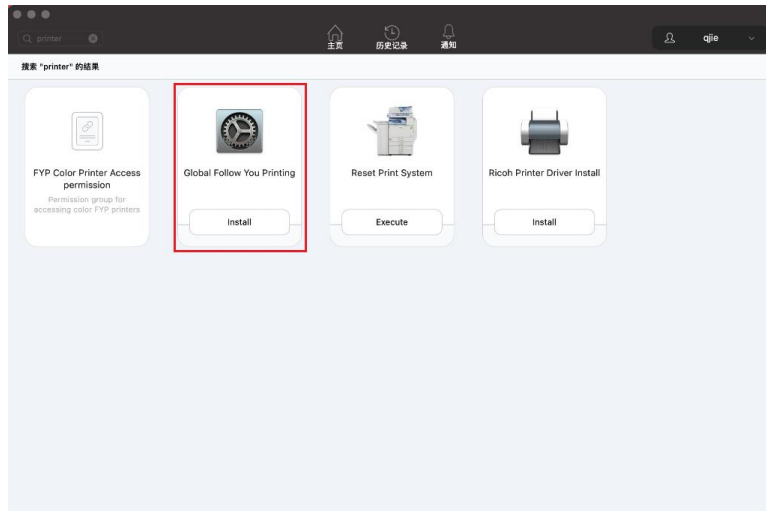 printer
主页
历史记录
通知
qjie
搜索 "printer" 的结果
FYP Color Printer Access
permission
Permission group for
accessing color FYP printers
Global Follow You Printing
Install
Reset Print System
Execute
Ricoh Printer Driver Install
Install